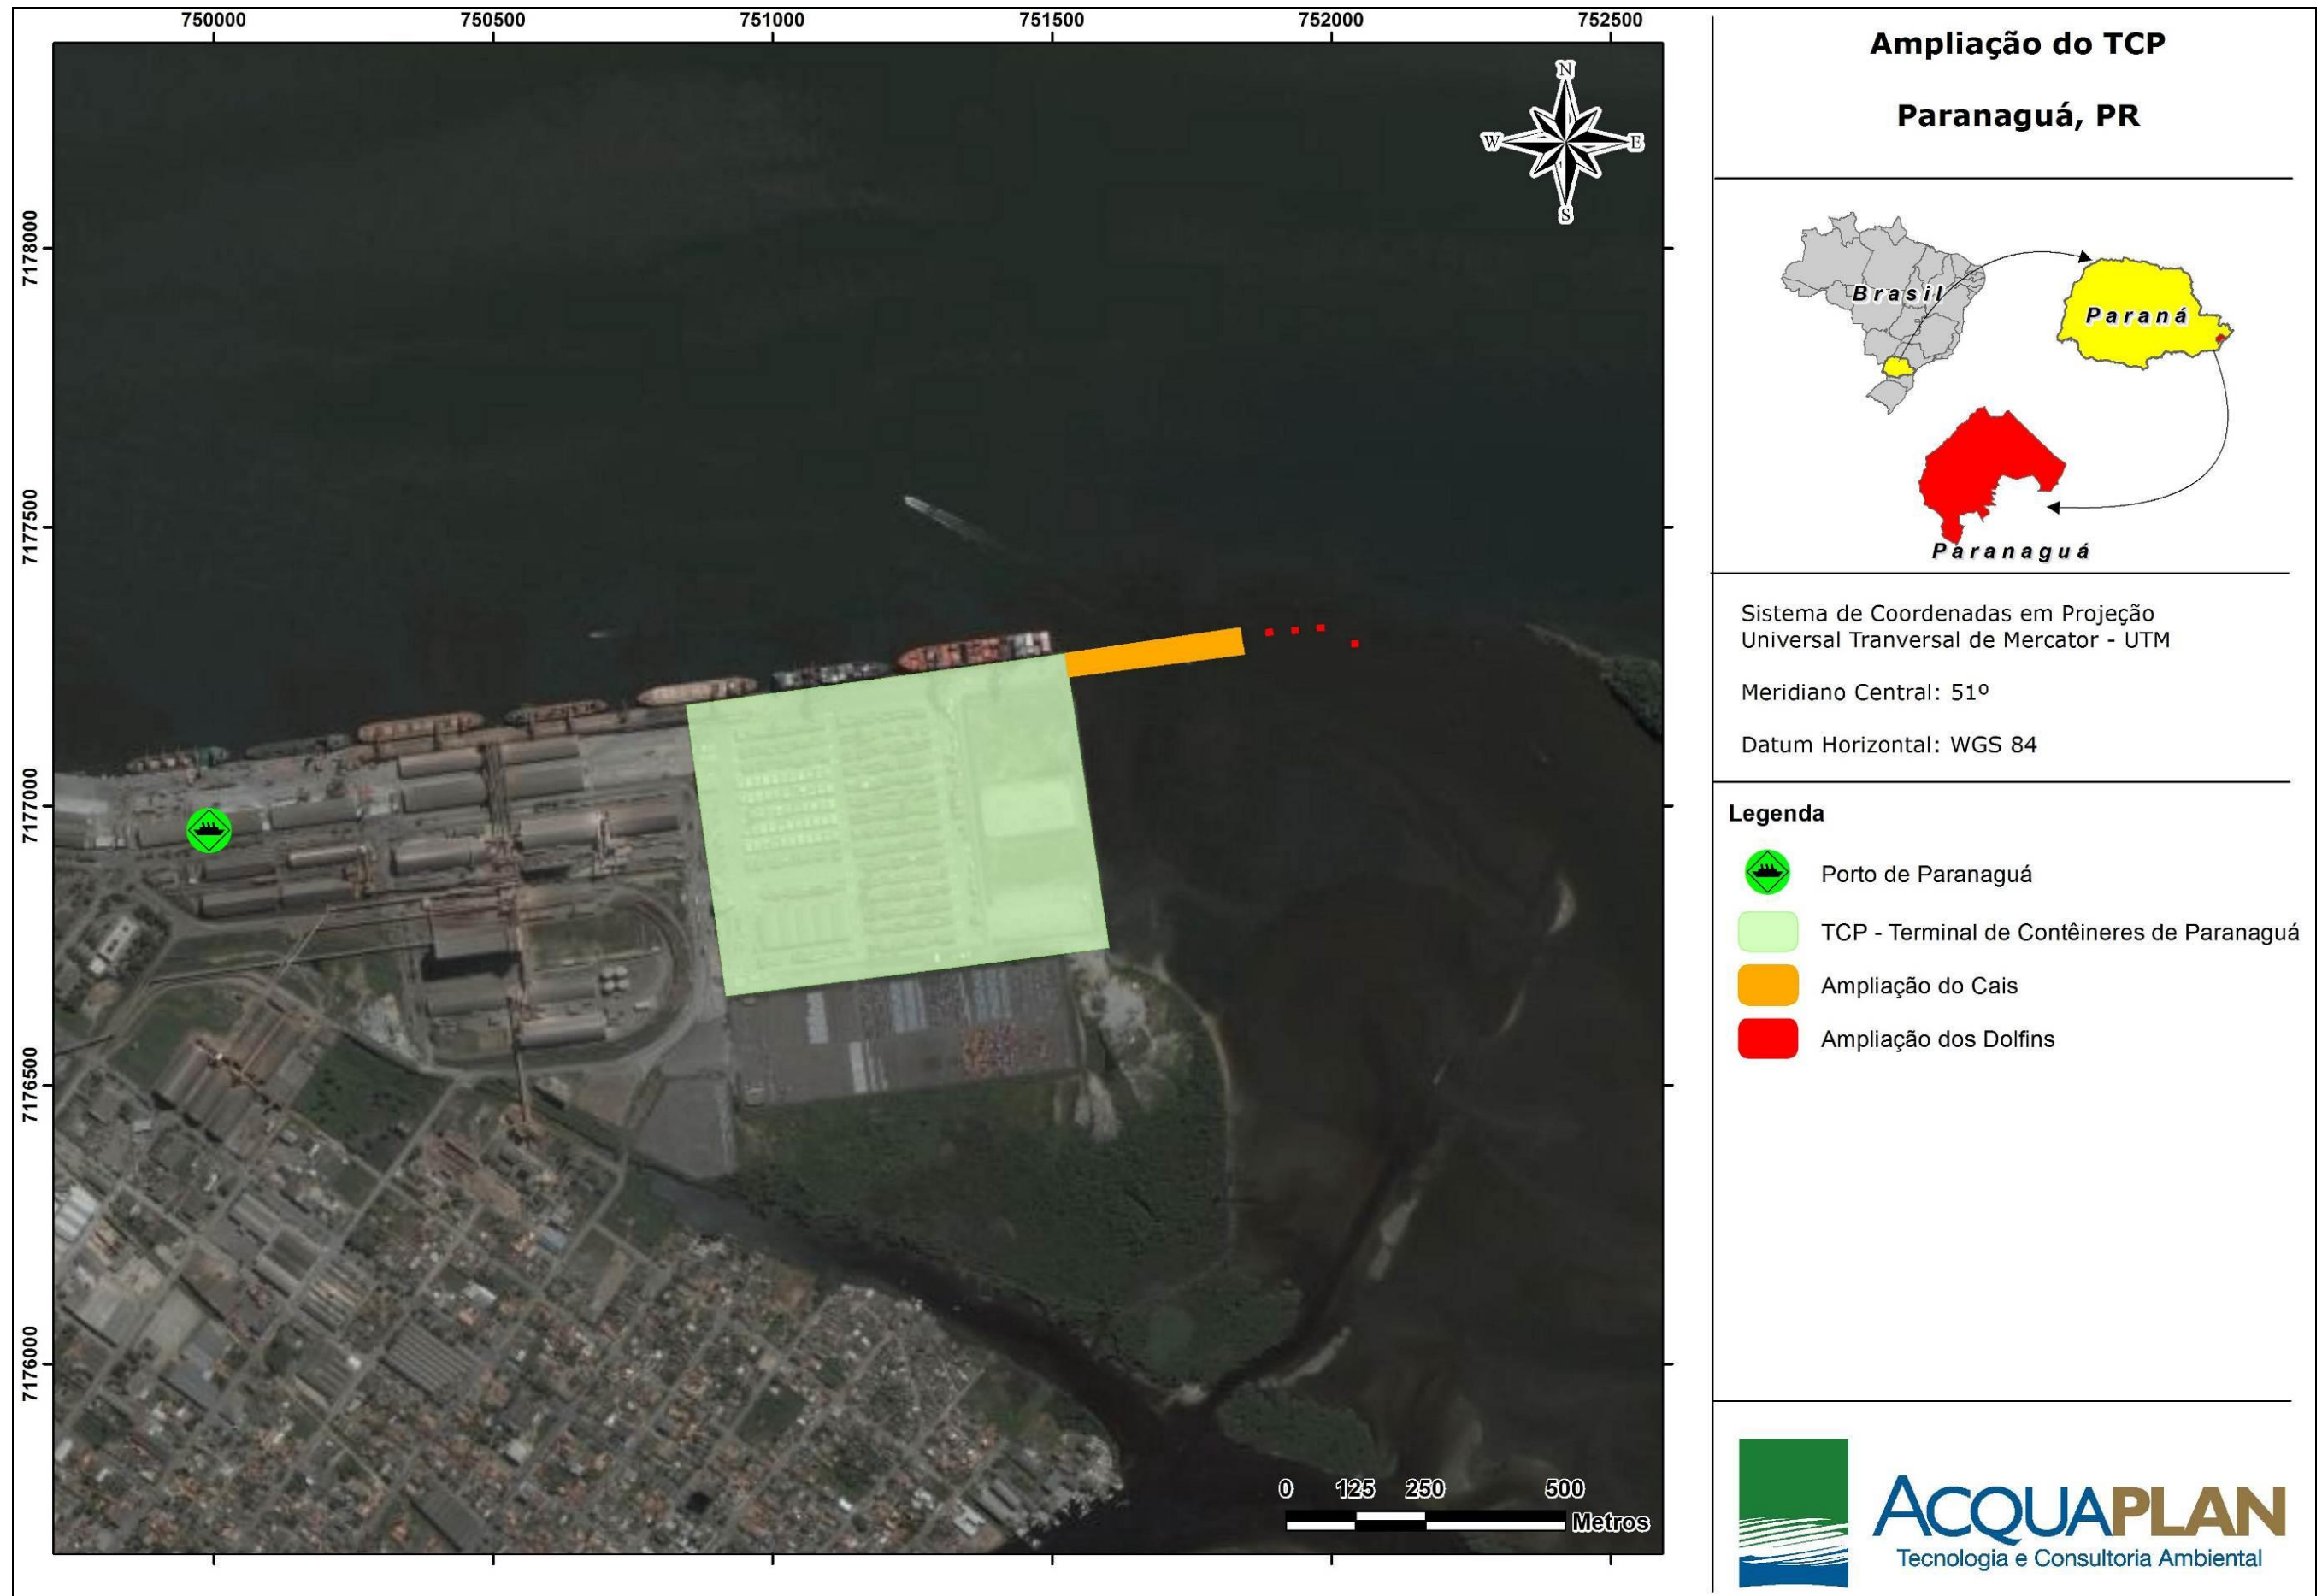 750000
750500
751000
751500
752000
752500
7178000
7177500
7177000
7176500
7176000
N
W
E
S
0 125 250 500
Metros
Ampliação do TCP
Paranaguá, PR
Brasil
Paraná
Paranaguá
Sistema de Coordenadas em Projeção
Universal Tranversal de Mercator - UTM
Meridiano Central: 51º
Datum Horizontal: WGS 84
Legenda
Porto de Paranaguá
TCP - Terminal de Contêineres de Paranaguá
Ampliação do Cais
Ampliação dos Dolfins
ACQUAPLAN
Tecnologia e Consultoria Ambiental